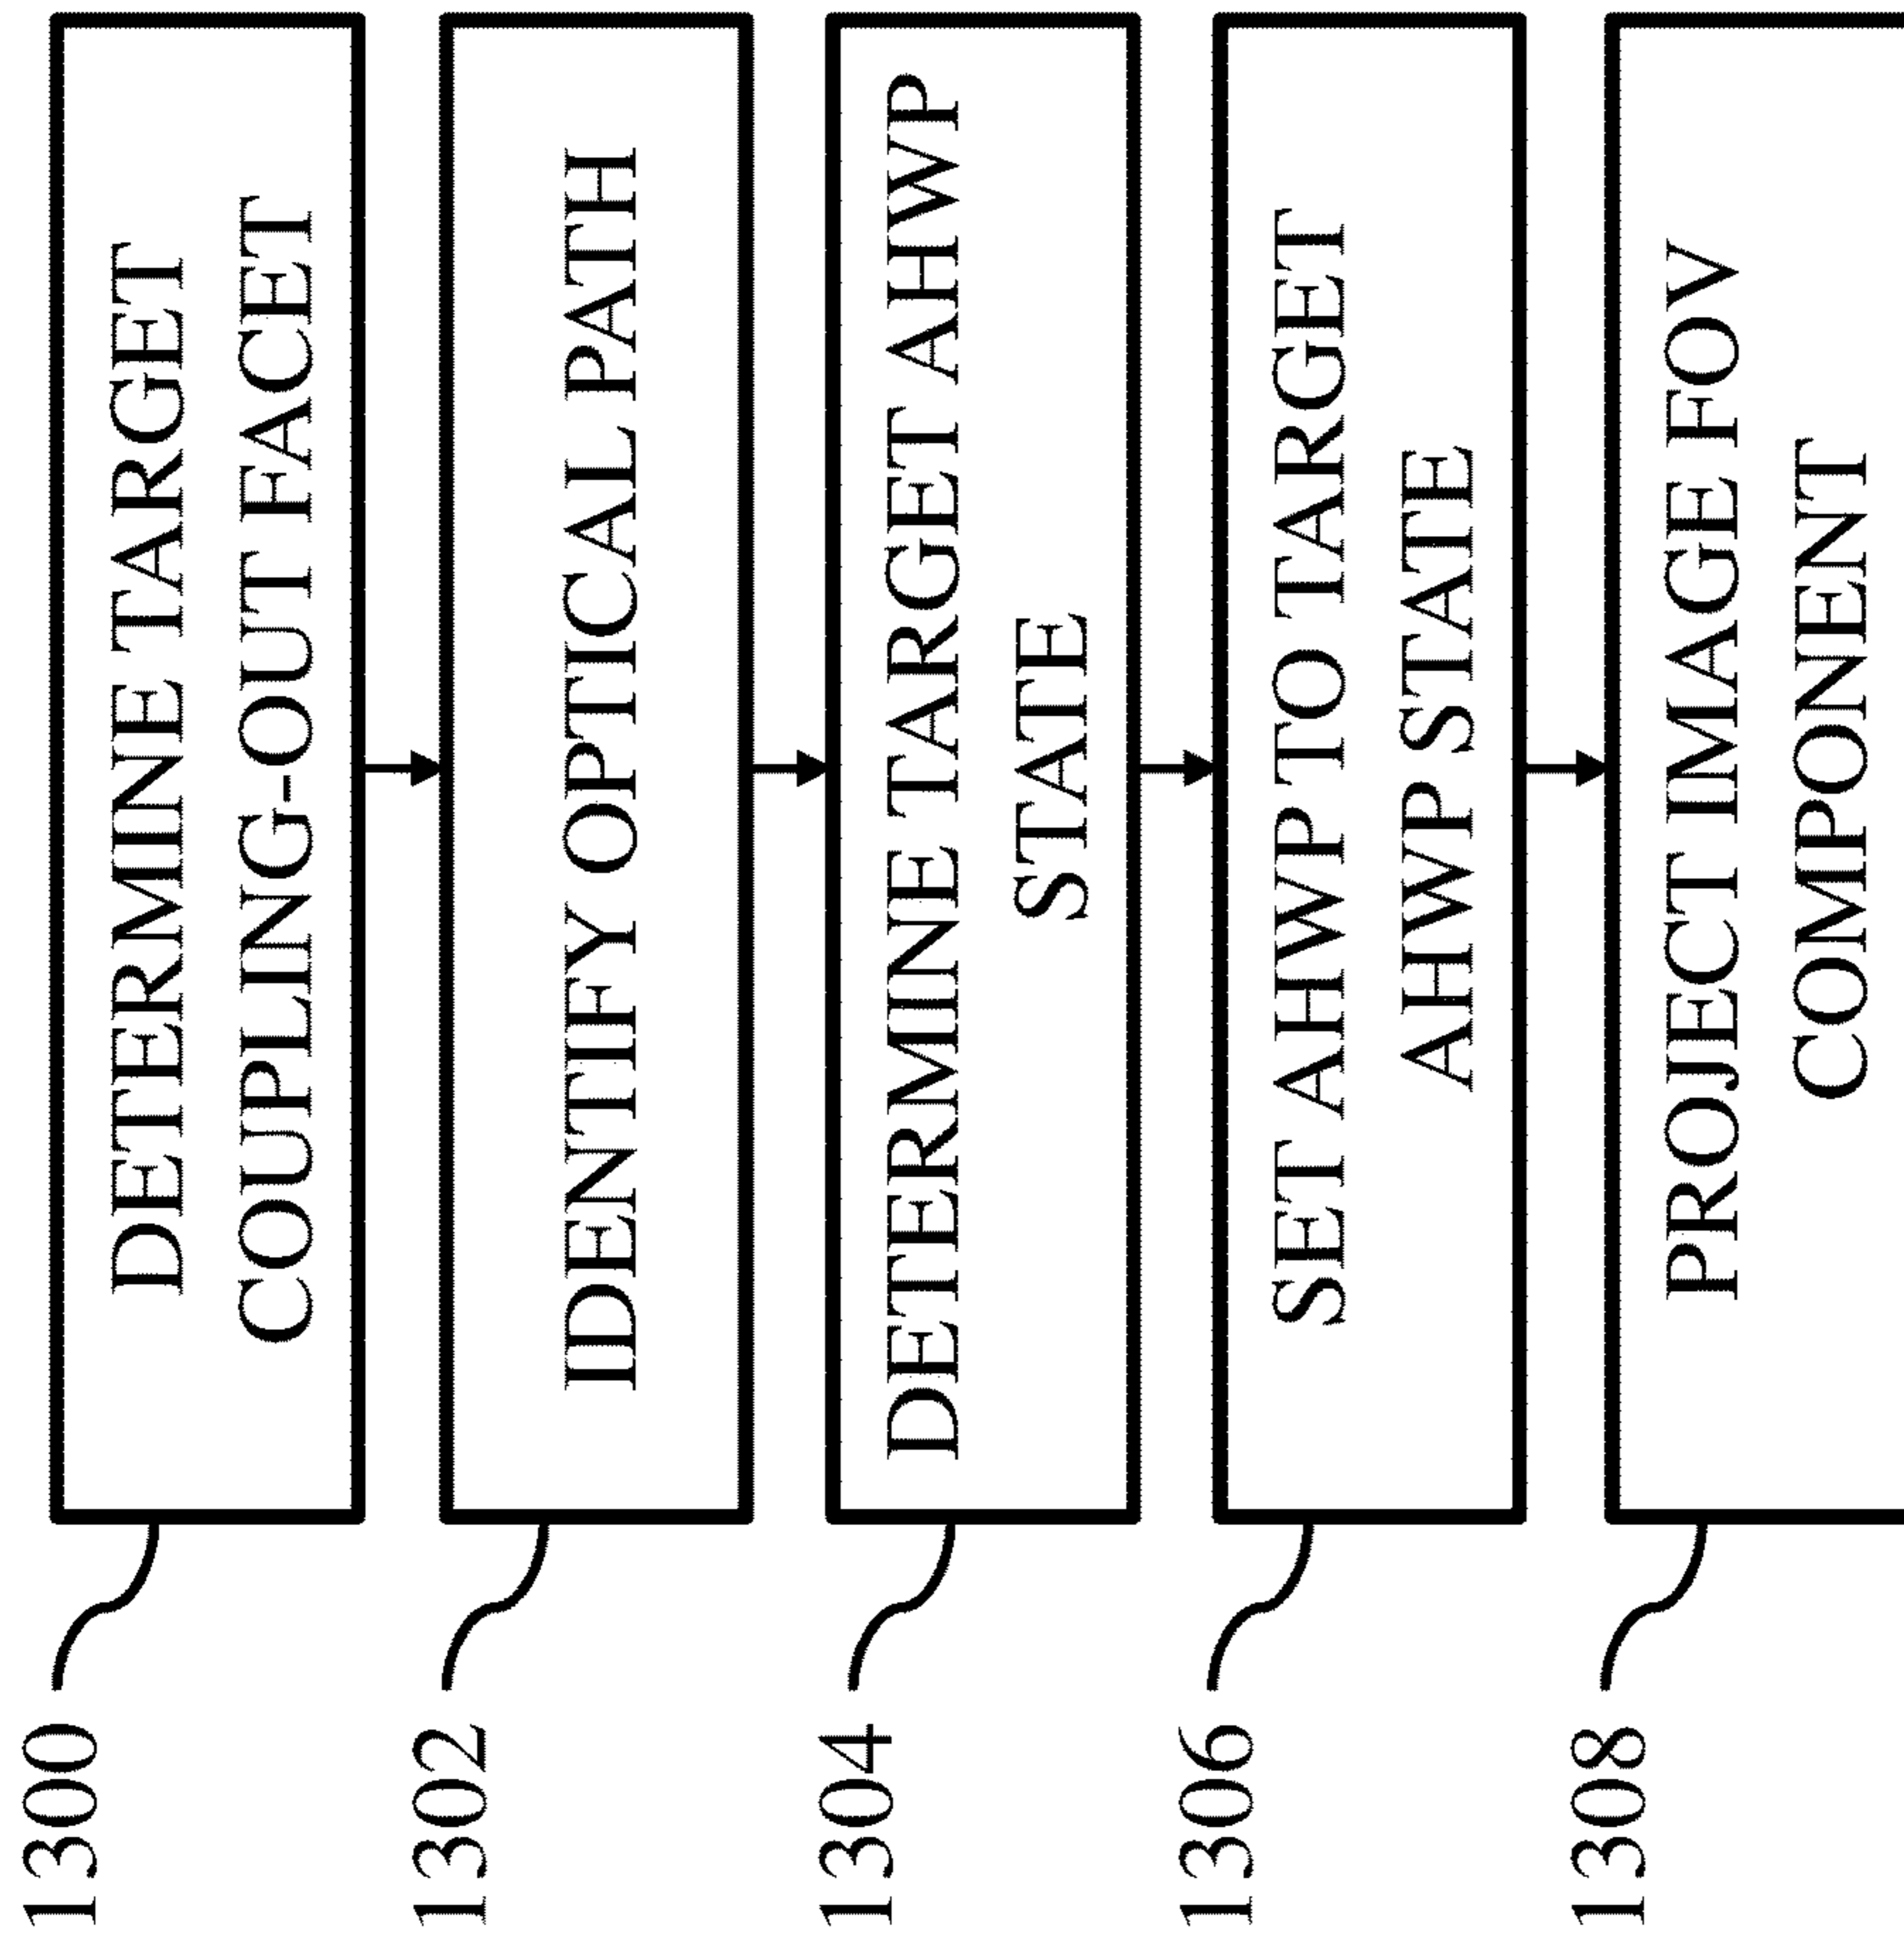 1300
DETERMINE TARGET
COUPLING-OUT FACET
1302
IDENTIFY OPTICAL PATH
1304
DETERMINE TARGET AHWP
STATE
1306
SET AHWP TO TARGET
AHWP STATE
1308
PROJECT IMAGE FOV
COMPONENT